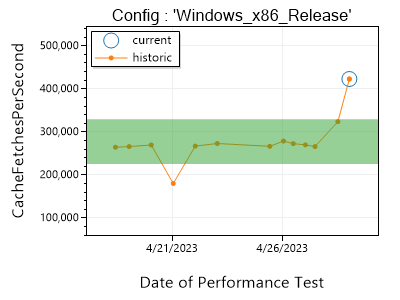 Config : 'Windows_x86_Release'
current
historic
CacheFetchesPerSecond
500,000
400,000
300,000
200,000
100,000
4/21/2023
4/26/2023
Date of Performance Test